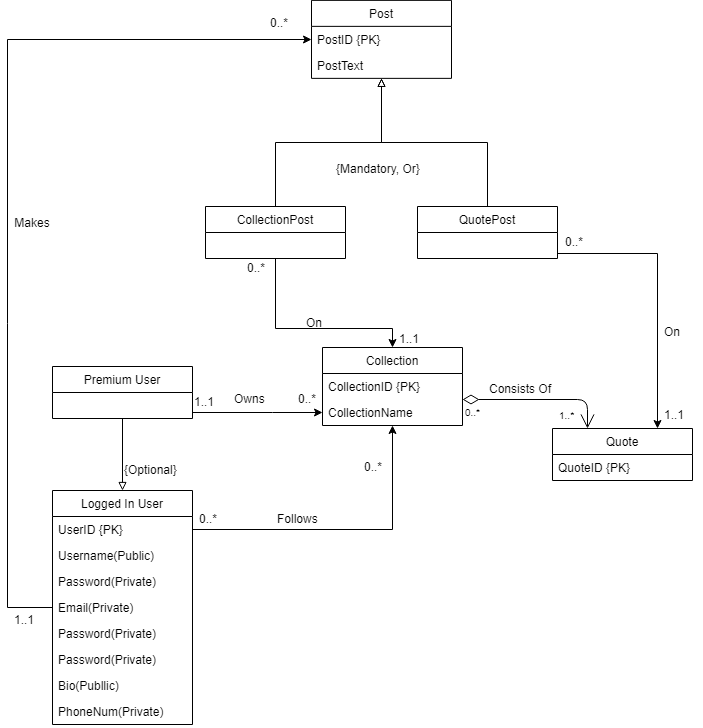 Post
0..*
PostID {PK}
PostText
{Mandatory, Or}
Makes
CollectionPost
QuotePost
0..*
0..*
On
On
1..1
Collection
CollectionID {PK}
CollectionName
Premium User
1..1
Owns
0..*
Consists Of
0..*
1..*
1..1
Quote
QuoteID {PK}
{Optional}
0..*
Logged In User
UserID {PK}
Username(Public)
Password(Private)
Email(Private)
Password(Private)
Password(Private)
Bio(Publlic)
PhoneNum(Private)
0..*
Follows
1..1